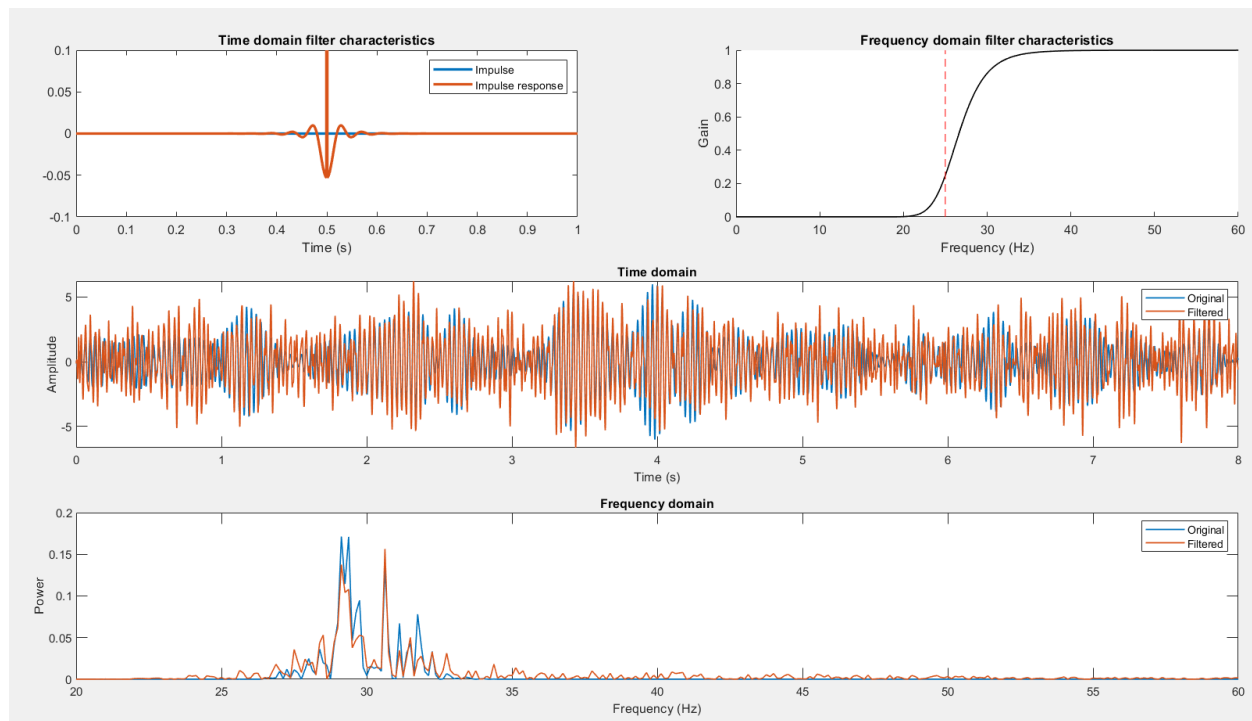 Time domain filter characteristics
0.1
0.05
0
-0.05
-0.1
Impulse
Impulse response
0 0.1 0.2 0.3 0.4 0.5 0.6 0.7 0.8 0.9 1
Time (s)
Frequency domain filter characteristics
1
0.8
0.6
0.4
0.2
0
Gain
0 10 20 30 40 50 60
Frequency (Hz)
Time domain
5
0
-5
Amplitude
Original
Filtered
0 1 2 3 4 5 6 7 8
Time (s)
Frequency domain
0.2
0.15
0.1
0.05
0
Power
Original
Filtered
20 25 30 35 40 45 50 55 60
Frequency (Hz)